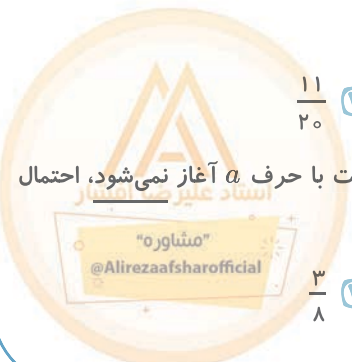 ۱۱
۲۰
ت با حرف a آغاز نمی‌شود، احتمال
استاد علیرضا افشار
"مشاوره"
@Alirezaafsharofficial
۳
۸